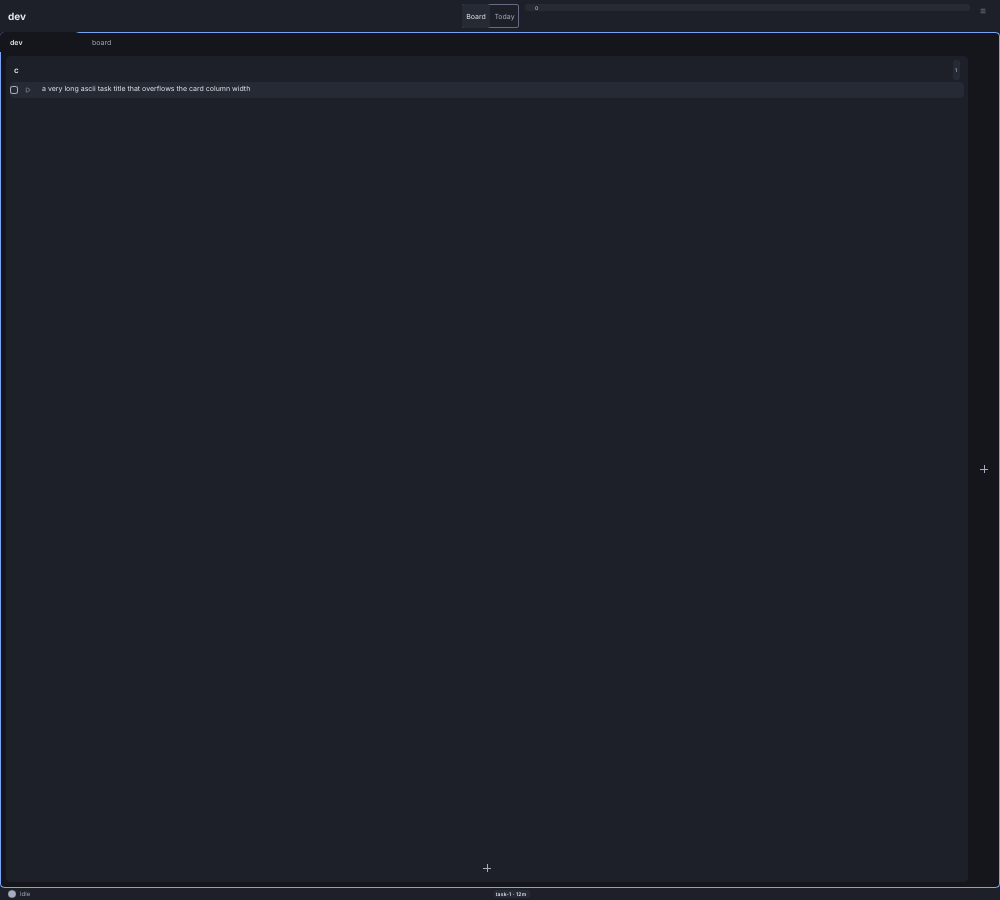 dev
Board Today
0
dev board
c
1
a very long ascii task title that overflows the card column width
Idle
task-1 · 12m